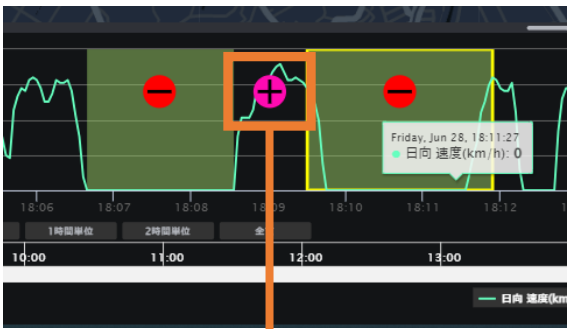 Friday, Jun 28, 18:11:27
● 日向 速度(km/h): 0
18:06 18:07 18:08 18:09 18:10 18:11 18:12
1時間単位 2時間単位 全
10:00 11:00 12:00 13:00
日向 速度(km